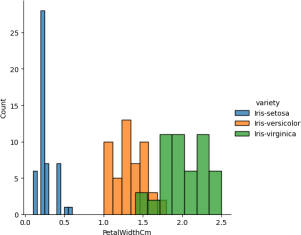 25
20
15
10
5
0
Count
0.0 0.5 1.0 1.5 2.0 2.5
PetalWidthCm
variety
Iris-setosa
Iris-versicolor
Iris-virginica